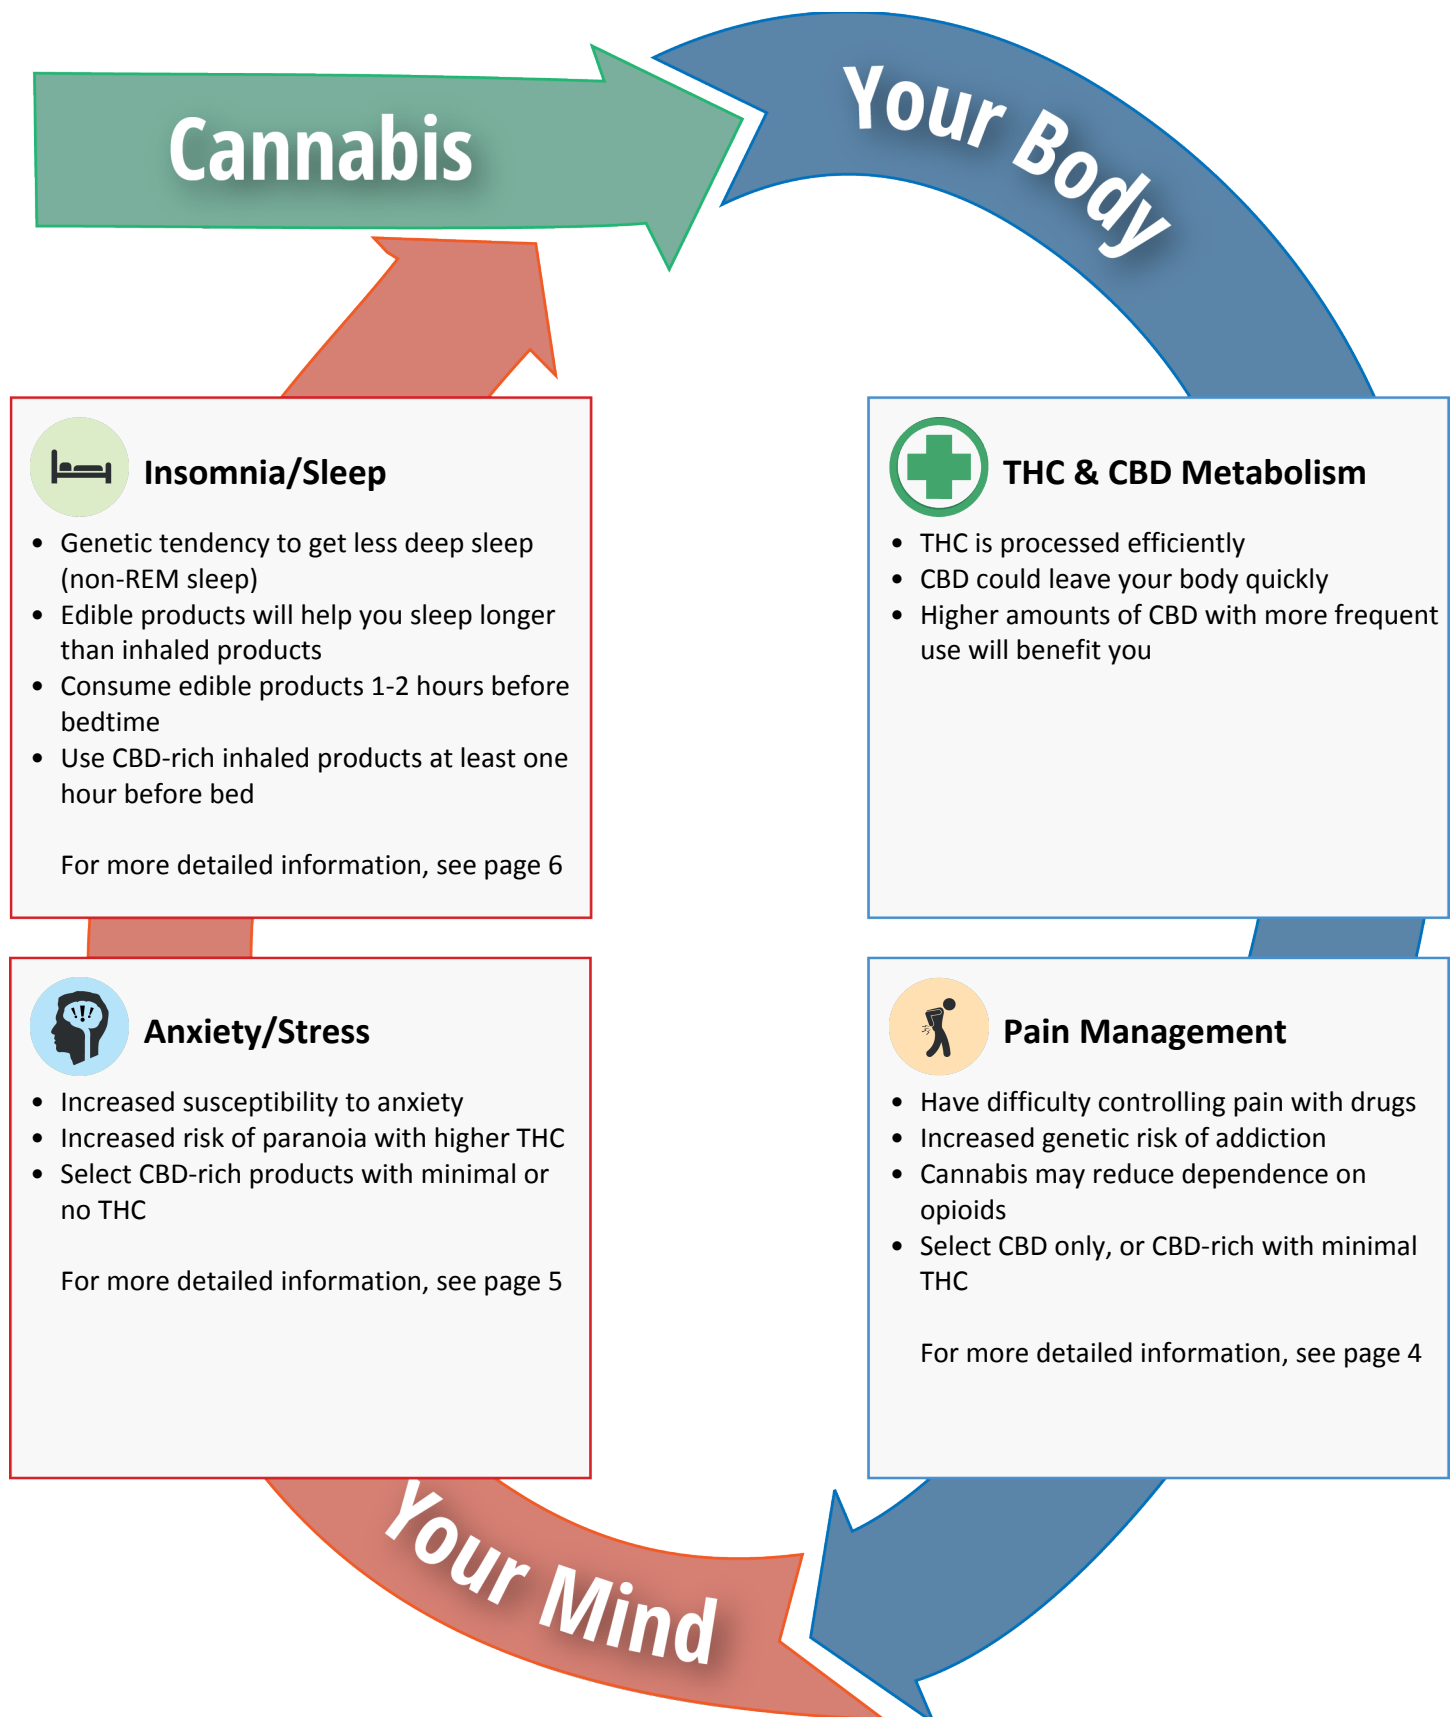 Cannabis
Your Body
Insomnia/Sleep
• Genetic tendency to get less deep sleep
(non-REM sleep)
• Edible products will help you sleep longer
than inhaled products
• Consume edible products 1-2 hours before
bedtime
• Use CBD-rich inhaled products at least one
hour before bed
For more detailed information, see page 6
THC & CBD Metabolism
• THC is processed efficiently
• CBD could leave your body quickly
• Higher amounts of CBD with more frequent
use will benefit you
Anxiety/Stress
• Increased susceptibility to anxiety
• Increased risk of paranoia with higher THC
• Select CBD-rich products with minimal or
no THC
For more detailed information, see page 5
Pain Management
• Have difficulty controlling pain with drugs
• Increased genetic risk of addiction
• Cannabis may reduce dependence on
opioids
• Select CBD only, or CBD-rich with minimal
THC
For more detailed information, see page 4
Your Mind